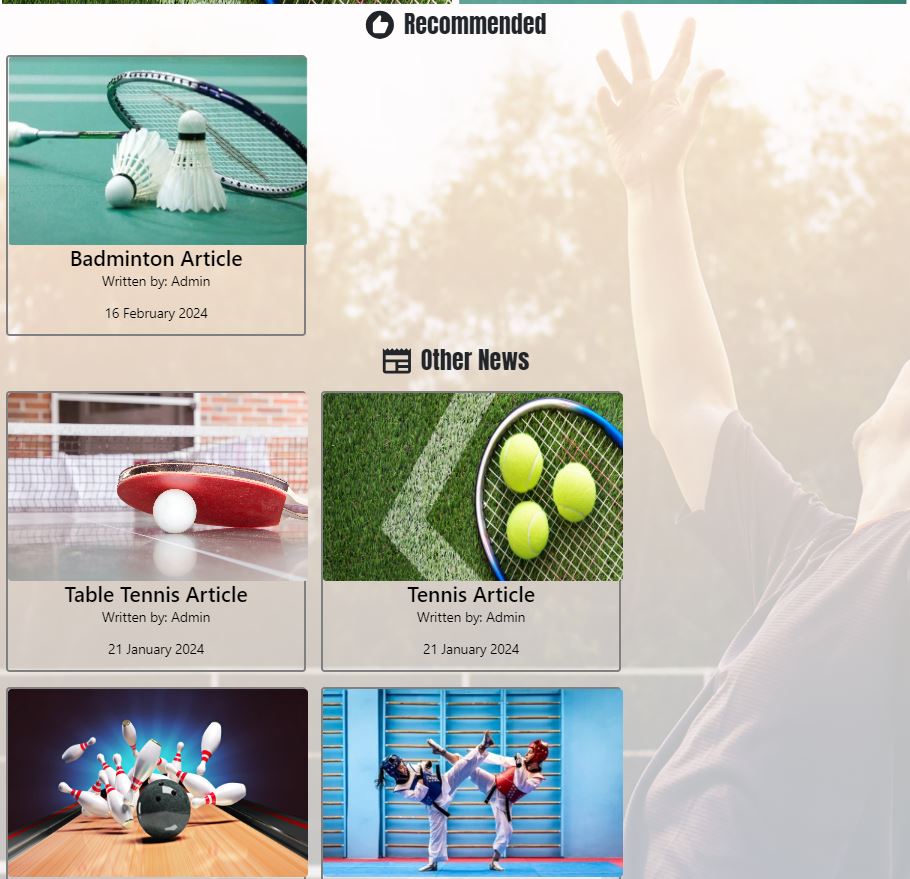 Recommended
Badminton Article
Written by: Admin
16 February 2024
Other News
Table Tennis Article
Written by: Admin
21 January 2024
Tennis Article
Written by: Admin
21 January 2024